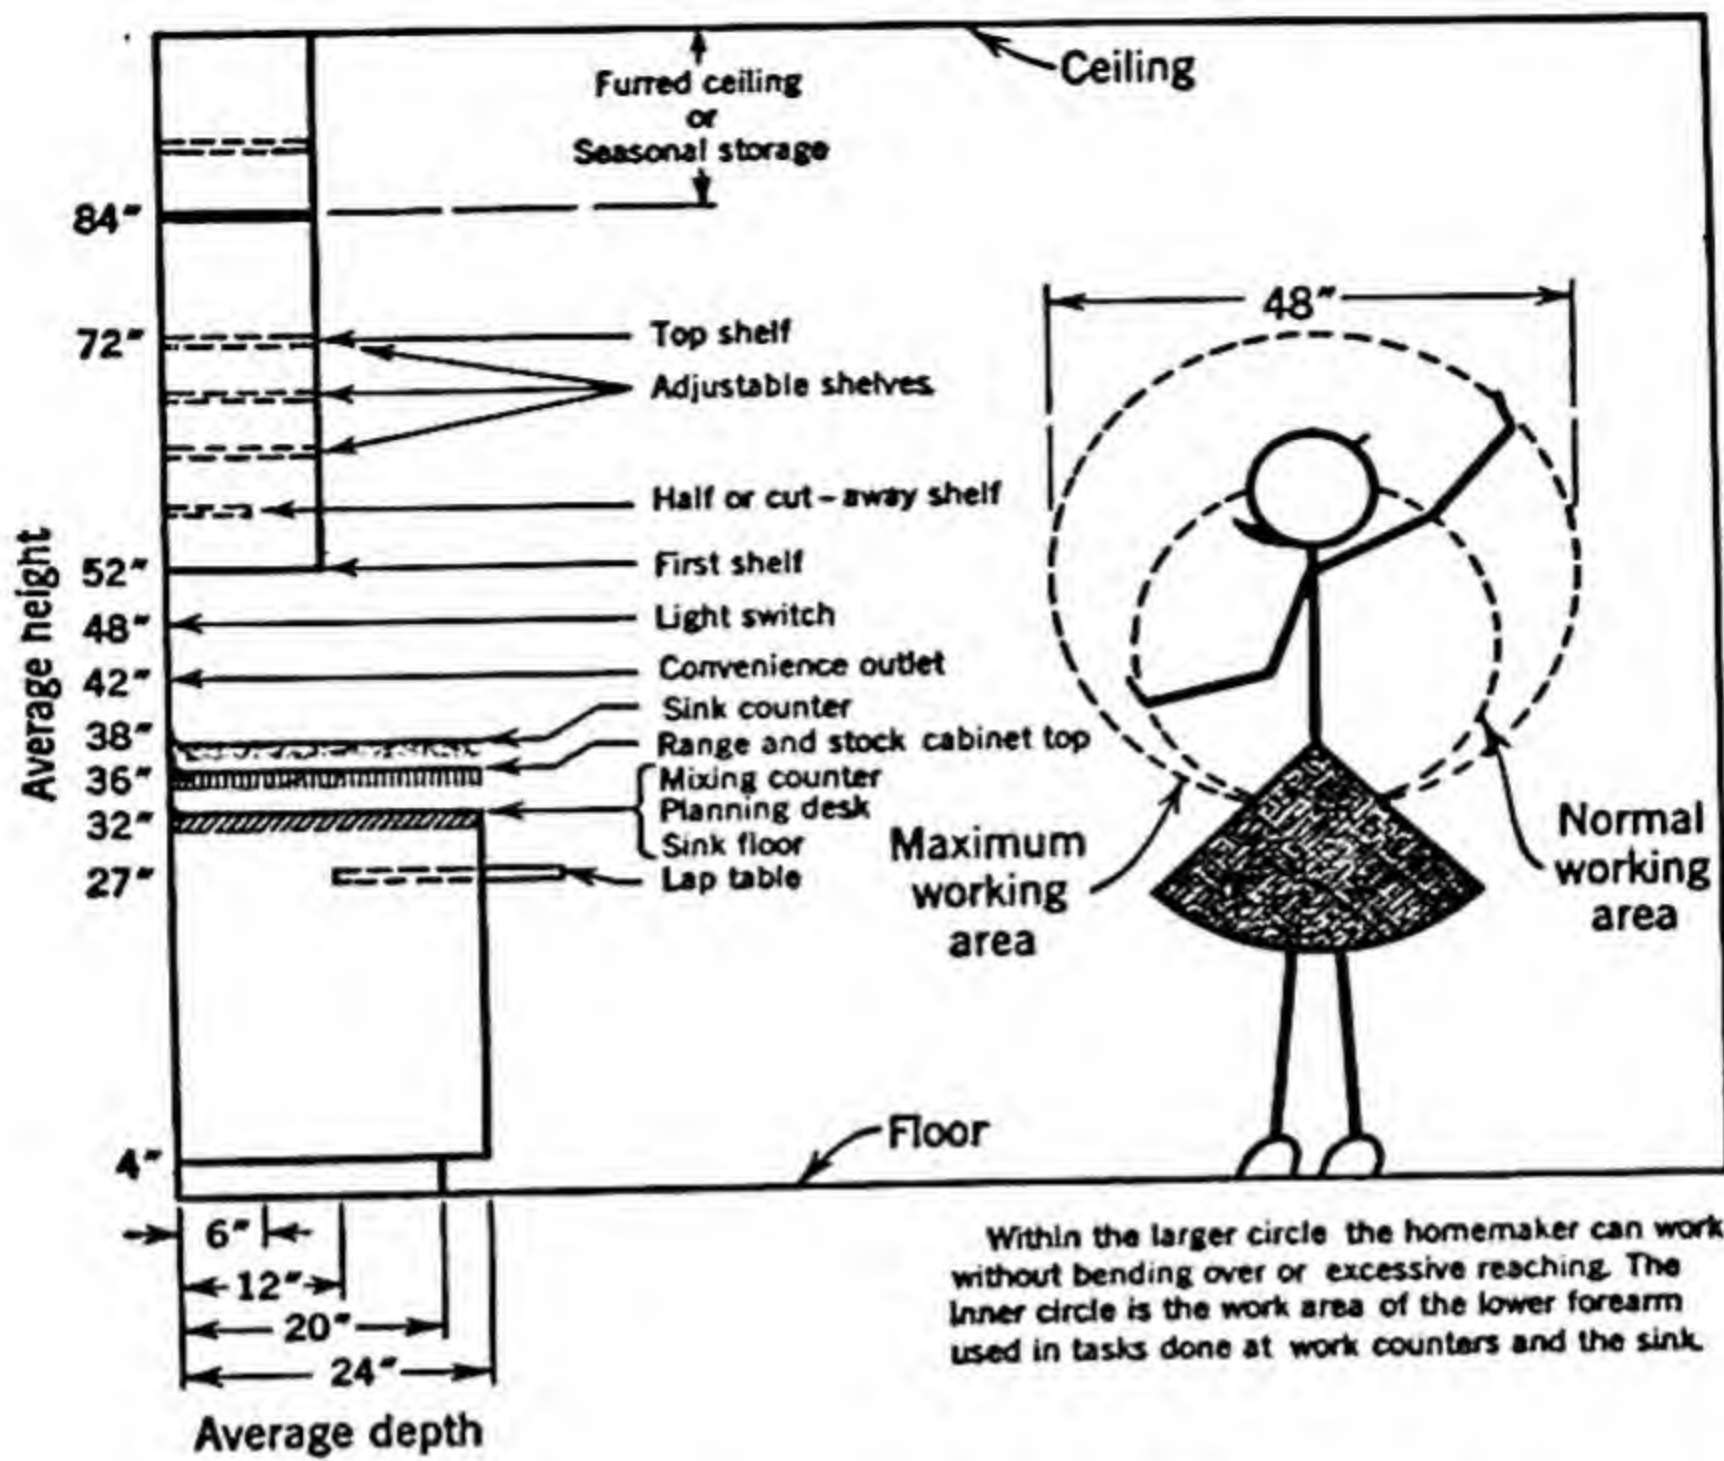 Ceiling
Furred ceiling
or
Seasonal storage
84″
72″
Top shelf
Adjustable shelves
Half or cut-away shelf
52″
First shelf
48″
Light switch
42″
Convenience outlet
38″
Sink counter
36″
Range and stock cabinet top
32″
Mixing counter
Planning desk
Sink floor
27″
Lap table
4″
Average height
48″
Maximum
working
area
Normal
working
area
Floor
6″
12″
20″
24″
Average depth
Within the larger circle the homemaker can work
without bending over or excessive reaching. The
Inner circle is the work area of the lower forearm
used in tasks done at work counters and the sink.